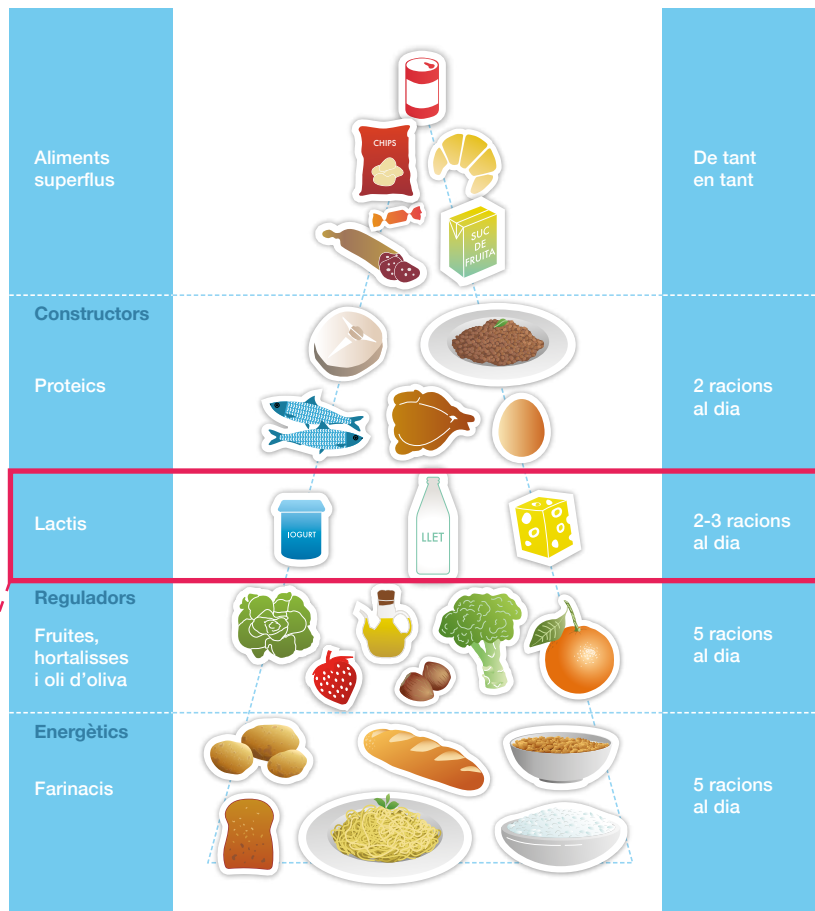 Aliments
superflus
CHIPS
SUC
DE
FRUITA
De tant
en tant
Constructors
Proteics
2 racions
al dia
Lactis
IOGURT
LLET
2-3 racions
al dia
Reguladors
Fruites,
hortalisses
i oli d’oliva
5 racions
al dia
Energètics
Farinacis
5 racions
al dia